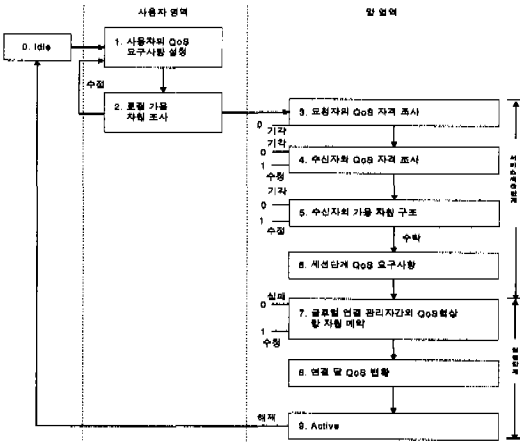 사용자 영역
망 영역
0. Idle
1. 사용자의 QoS
요구사항 설정
수정
2. 로컬 가용
자원 조사
3. 요청자의 QoS 자격 조사
0 기각
기각
0
1
수정
4. 수신자의 QoS 자격 조사
기각
0
1
수정
5. 수신자의 가용 자원 구조
수락
6. 세션단계 QoS 요구사항
실패
0
1
수정
7. 글로벌 연결 관리자간의 QoS협상
및 자원 예약
8. 연결 당 QoS 변환
해제
9. Active